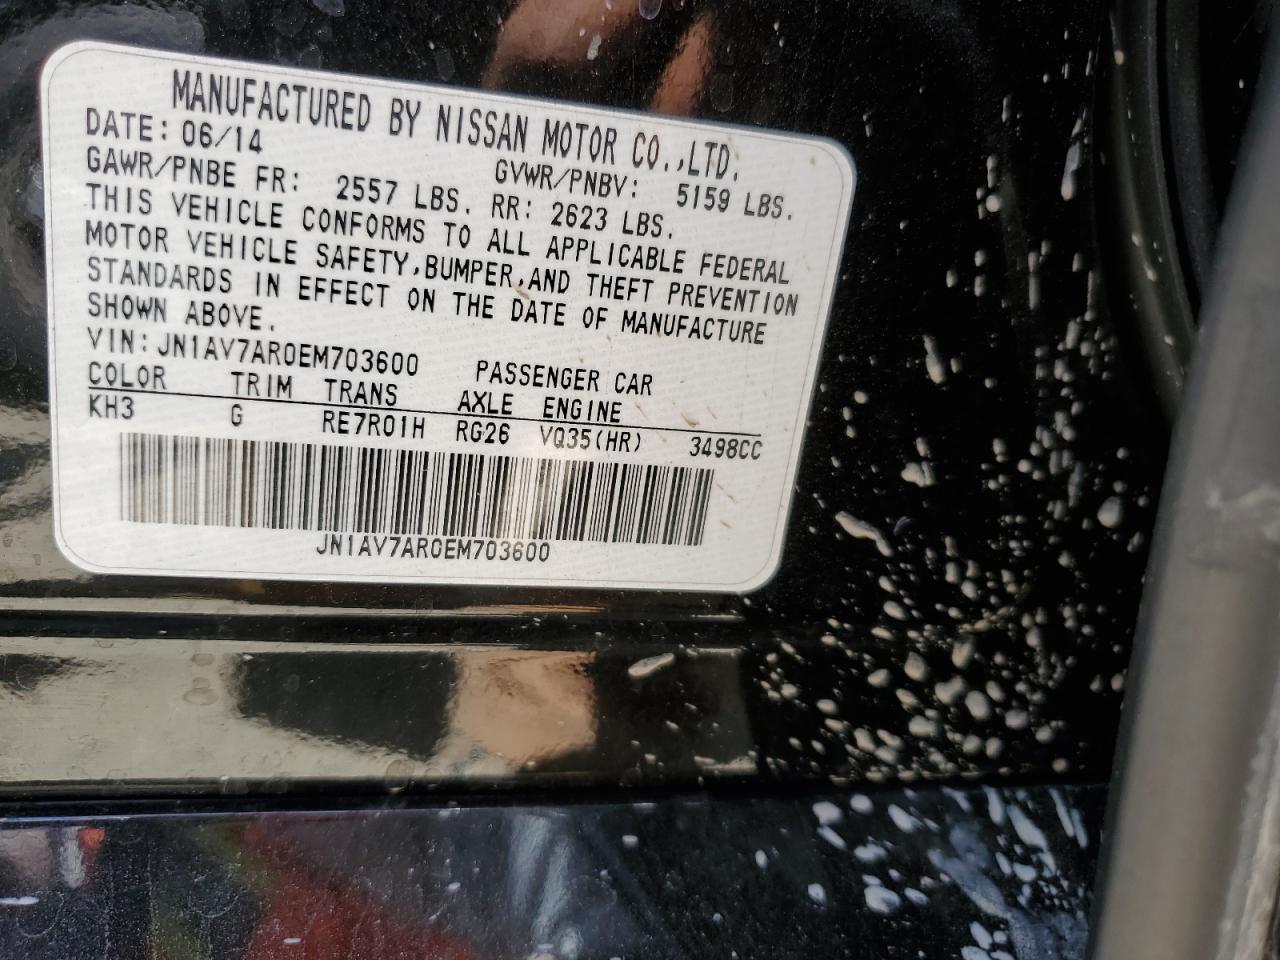 MANUFACTURED BY NISSAN MOTOR CO.,LTD.
DATE: 06/14 GVWR/PNBV: 5159 LBS.
GAWR/PNBE FR: 2557 LBS. RR: 2623 LBS.
THIS VEHICLE CONFORMS TO ALL APPLICABLE FEDERAL
MOTOR VEHICLE SAFETY,BUMPER,AND THEFT PREVENTION
STANDARDS IN EFFECT ON THE DATE OF MANUFACTURE
SHOWN ABOVE.
VIN: JN1AV7AR0EM703600 PASSENGER CAR
COLOR TRIM TRANS AXLE ENGINE
KH3 G RE7R01H RG26 VQ35(HR) 3498CC
JN1AV7AR0EM703600